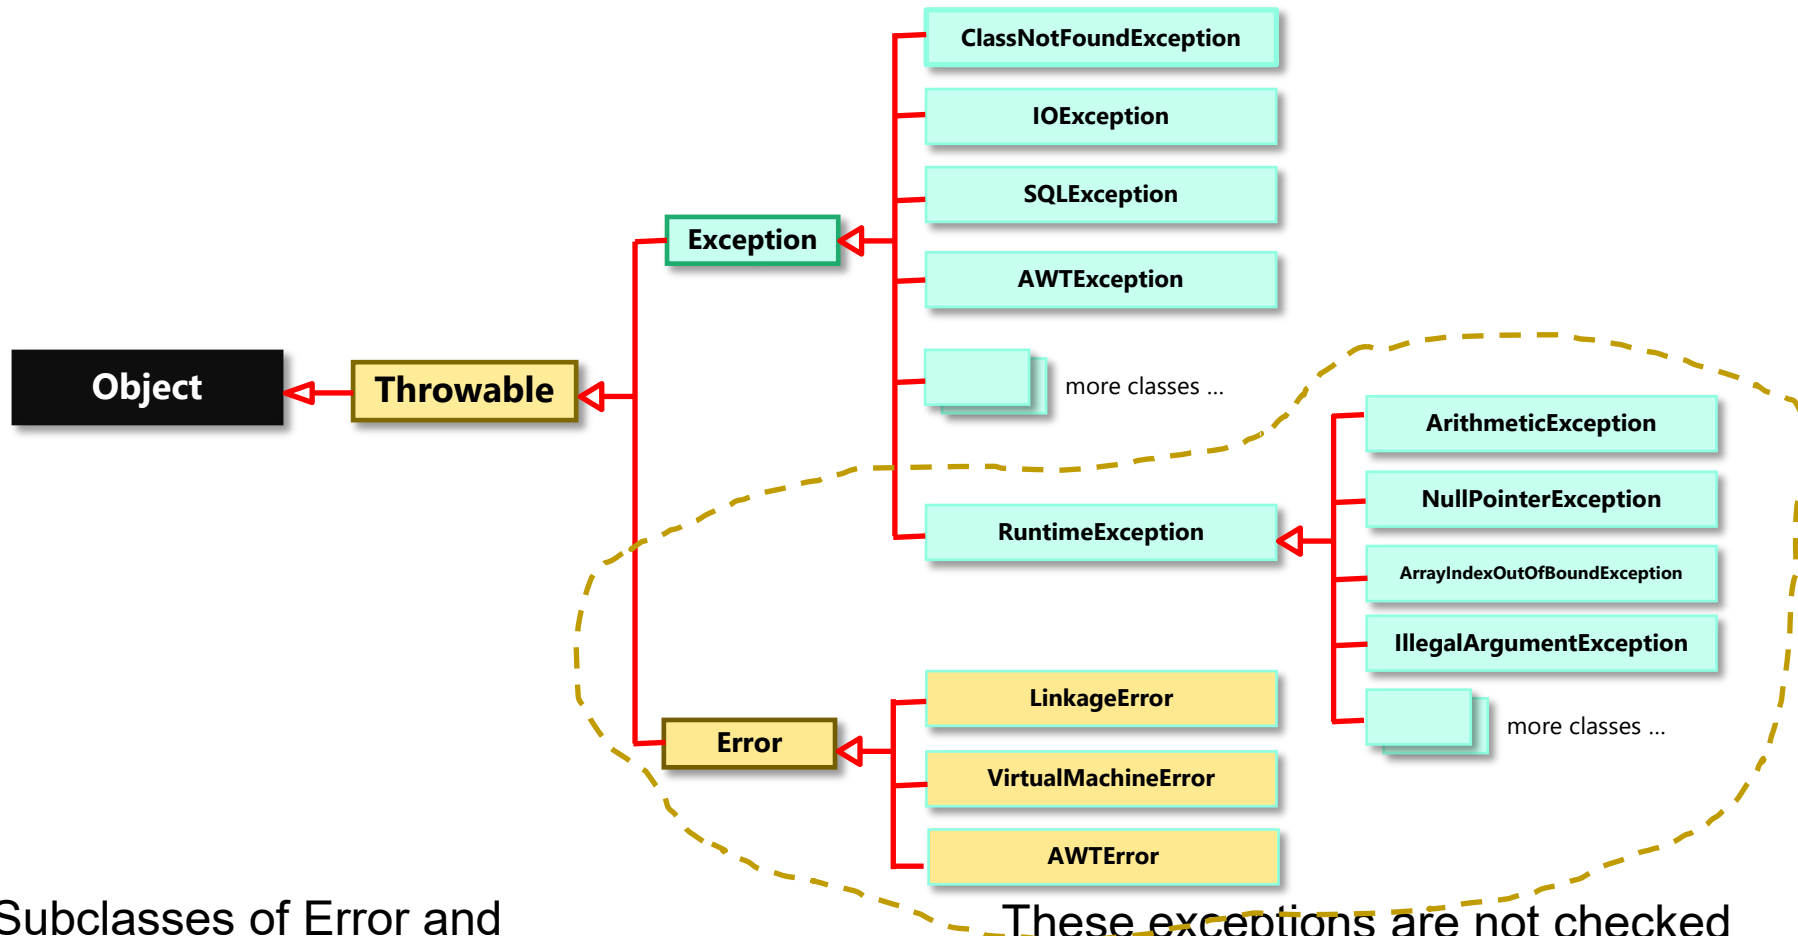 ClassNotFoundException
IOException
SQLException
Exception
AWTException
Object
Throwable
more classes ...
ArithmeticException
NullPointerException
RuntimeException
ArrayIndexOutOfBoundException
IllegalArgumentException
LinkageError
more classes ...
Error
VirtualMachineError
AWTError
Subclasses of Error and
These exceptions are not checked